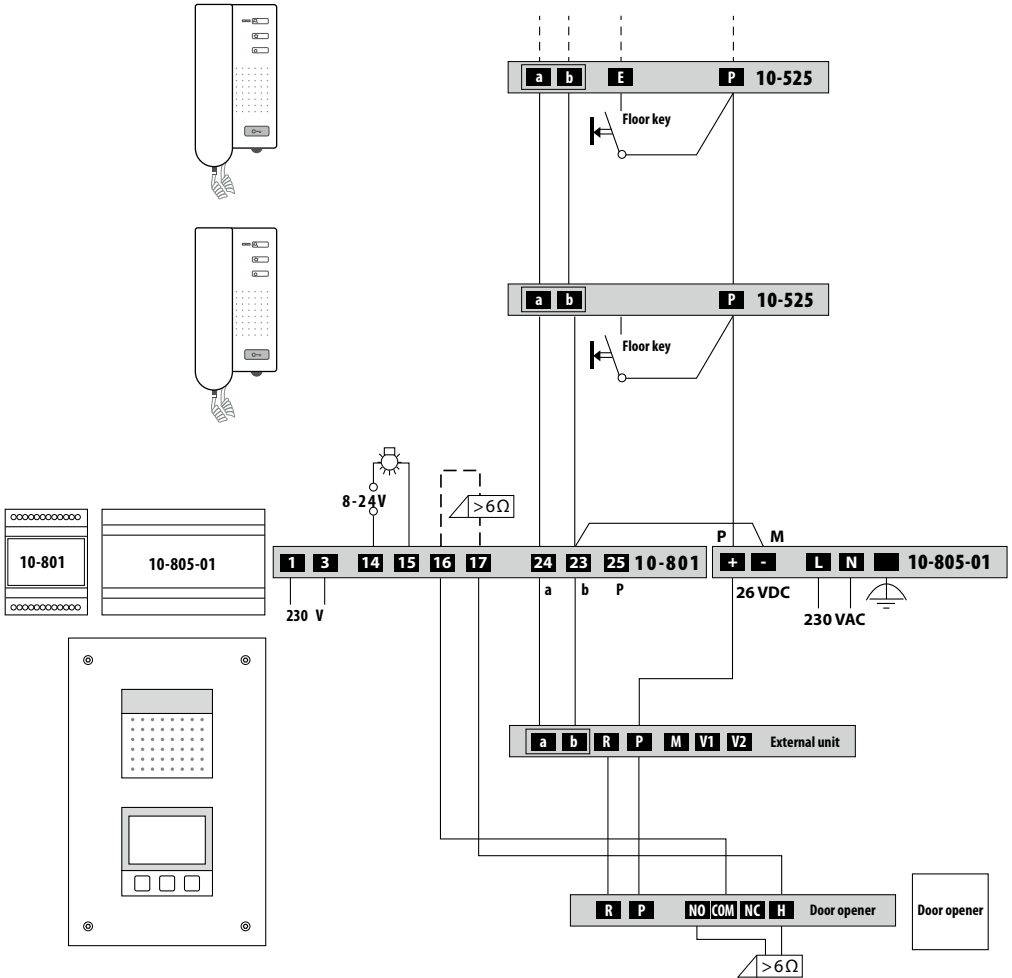 a b E P 10-525
Floor key
a b P 10-525
Floor key
8-24V
>6Ω
P M
10-801
10-805-01
1 3 14 15 16 17 24 23 25 10-801
+ - L N 10-805-01
a b P
26 VDC
230 V
230 VAC
a b R P M V1 V2 External unit
R P NO COM NC H Door opener
Door opener
>6Ω